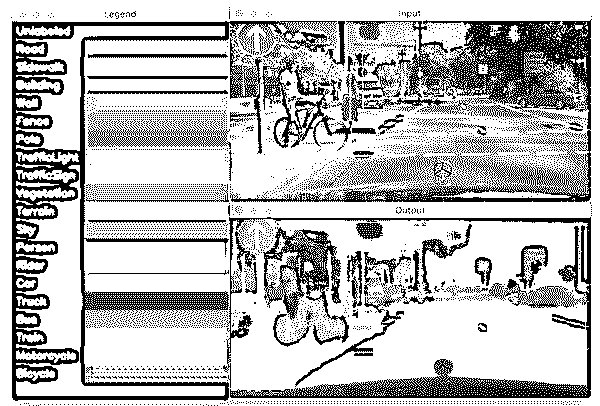 Legend
Unlabeled
Road
Sidewalk
Building
Wall
Fence
Pole
TrafficLight
TrafficSign
Vegetation
Terrain
Sky
Person
Rider
Car
Truck
Bus
Train
Motorcycle
Bicycle
Input
Output